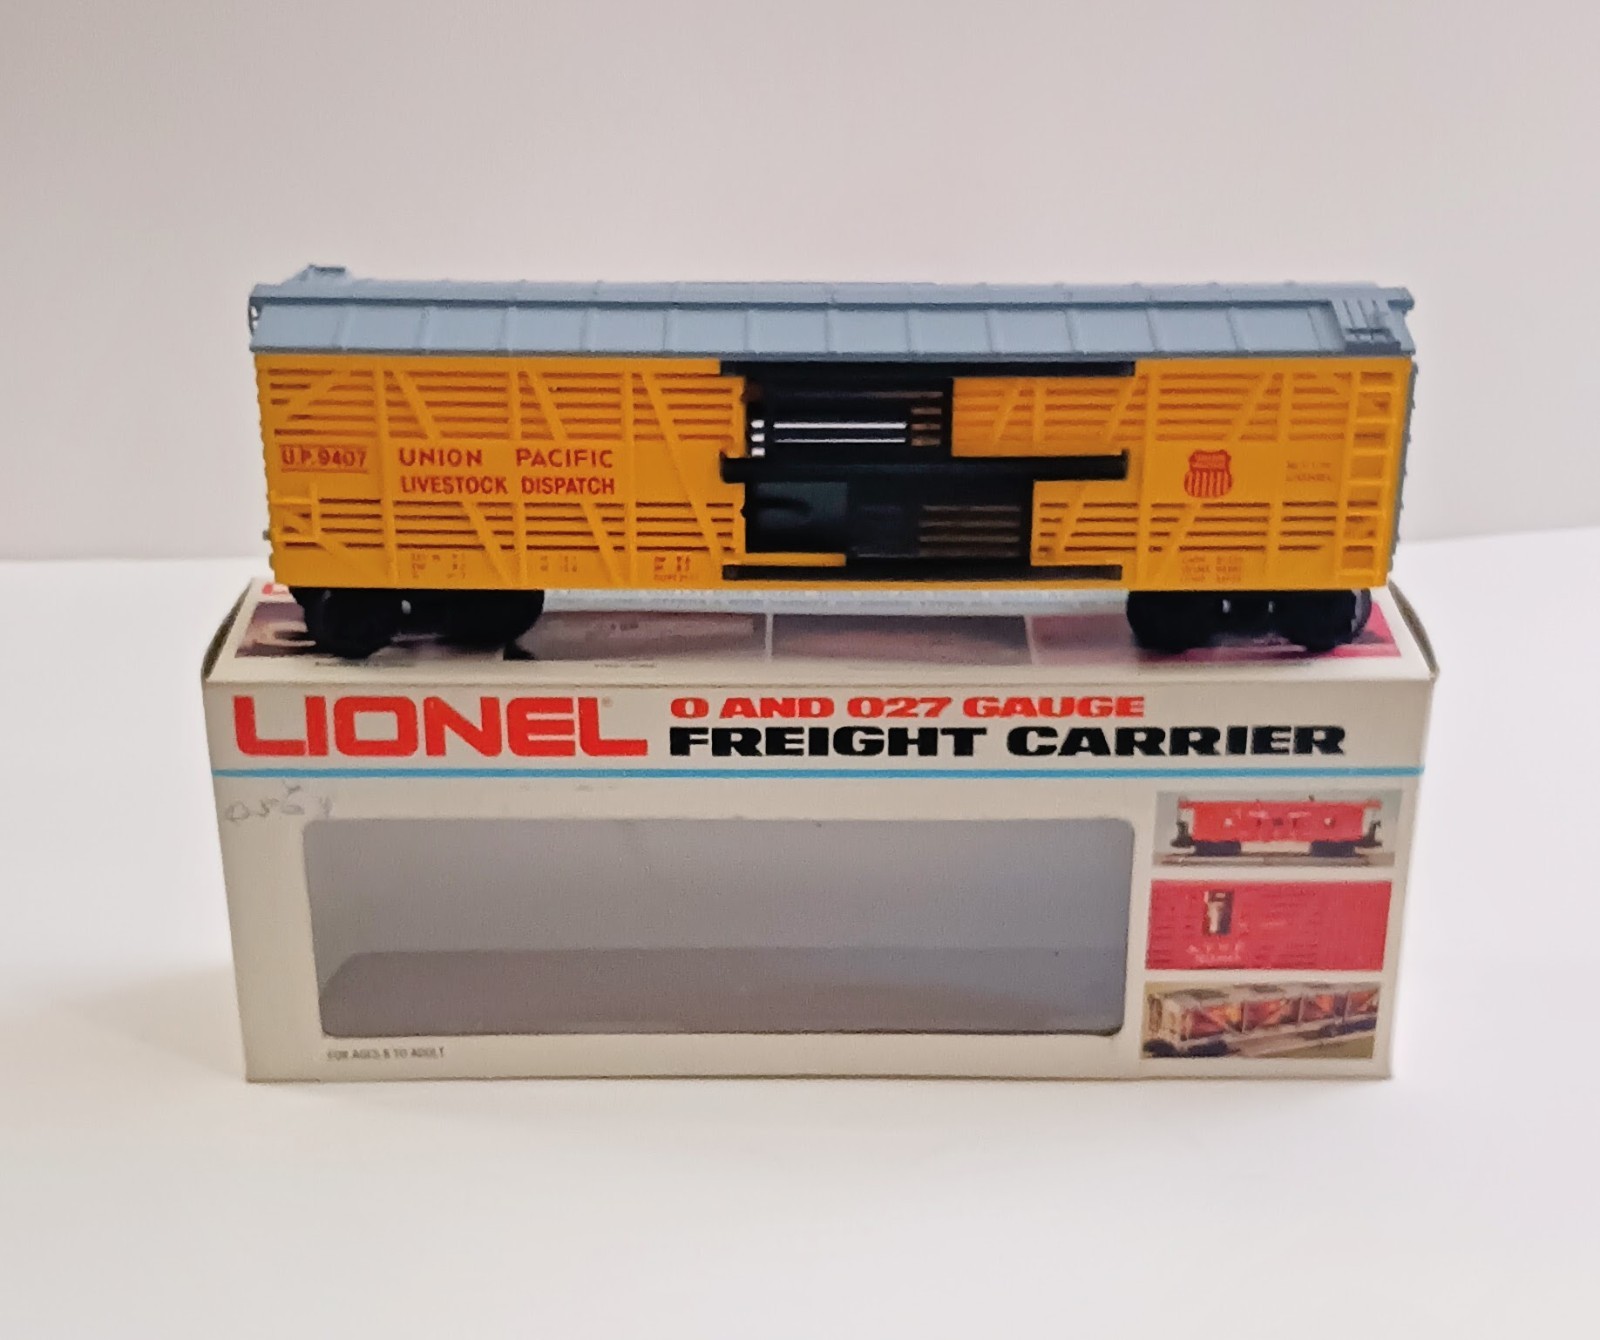 U.P. 9407
UNION PACIFIC
LIVESTOCK DISPATCH
LIONEL
O AND O27 GAUGE
FREIGHT CARRIER
FOR AGES 8 TO ADULT